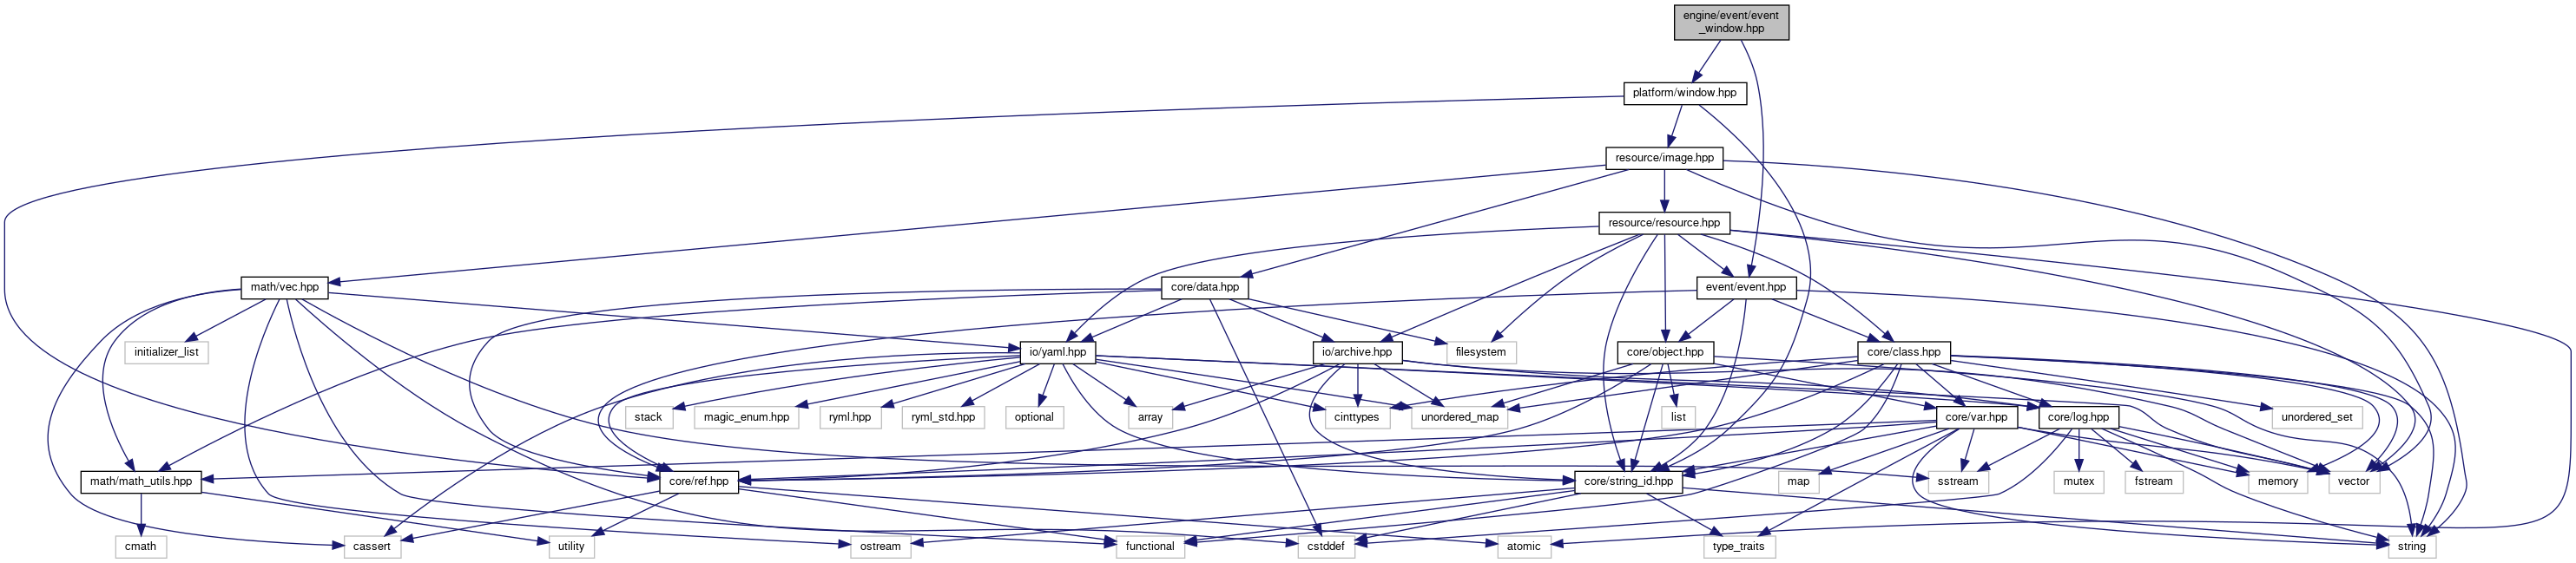 engine/event/event
_window.hpp
platform/window.hpp
resource/image.hpp
resource/resource.hpp
math/vec.hpp
core/data.hpp
event/event.hpp
initializer_list
io/yaml.hpp
filesystem
io/archive.hpp
core/object.hpp
core/class.hpp
stack
magic_enum.hpp
ryml.hpp
ryml_std.hpp
optional
array
cinttypes
unordered_map
list
core/var.hpp
core/log.hpp
unordered_set
math/math_utils.hpp
core/ref.hpp
core/string_id.hpp
map
sstream
mutex
fstream
memory
vector
cmath
cassert
utility
ostream
functional
cstddef
atomic
type_traits
string